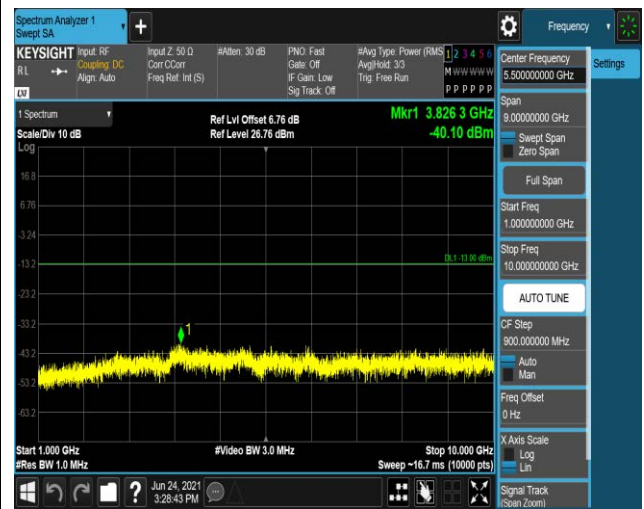 Spectrum Analyzer 1
Swept SA
Frequency
KEYSIGHT
RL
LXI
Input: RF
Coupling: DC
Align: Auto
Input Z: 50 Ω
Corr CCorr
Freq Ref: Int (S)
#Atten: 30 dB
PNO: Fast
Gate: Off
IF Gain: Low
Sig Track: Off
#Avg Type: Power (RMS
Avg|Hold: 3/3
Trig: Free Run
1 2 3 4 5 6
M W W W W W
P P P P P P
1 Spectrum
Scale/Div 10 dB
Log
Ref Lvl Offset 6.76 dB
Ref Level 26.76 dBm
Mkr1 3.826 3 GHz
-40.10 dBm
16.8
6.76
-3.24
-13.2
DL1 -13.00 dBm
-23.2
-33.2
1
-43.2
-53.2
-63.2
Start 1.000 GHz
#Res BW 1.0 MHz
#Video BW 3.0 MHz
Stop 10.000 GHz
Sweep ~16.7 ms (10000 pts)
Jun 24, 2021
3:28:43 PM
Center Frequency
5.500000000 GHz
Settings
Span
9.00000000 GHz
Swept Span
Zero Span
Full Span
Start Freq
1.000000000 GHz
Stop Freq
10.000000000 GHz
AUTO TUNE
CF Step
900.000000 MHz
Auto
Man
Freq Offset
0 Hz
X Axis Scale
Log
Lin
Signal Track
(Span Zoom)